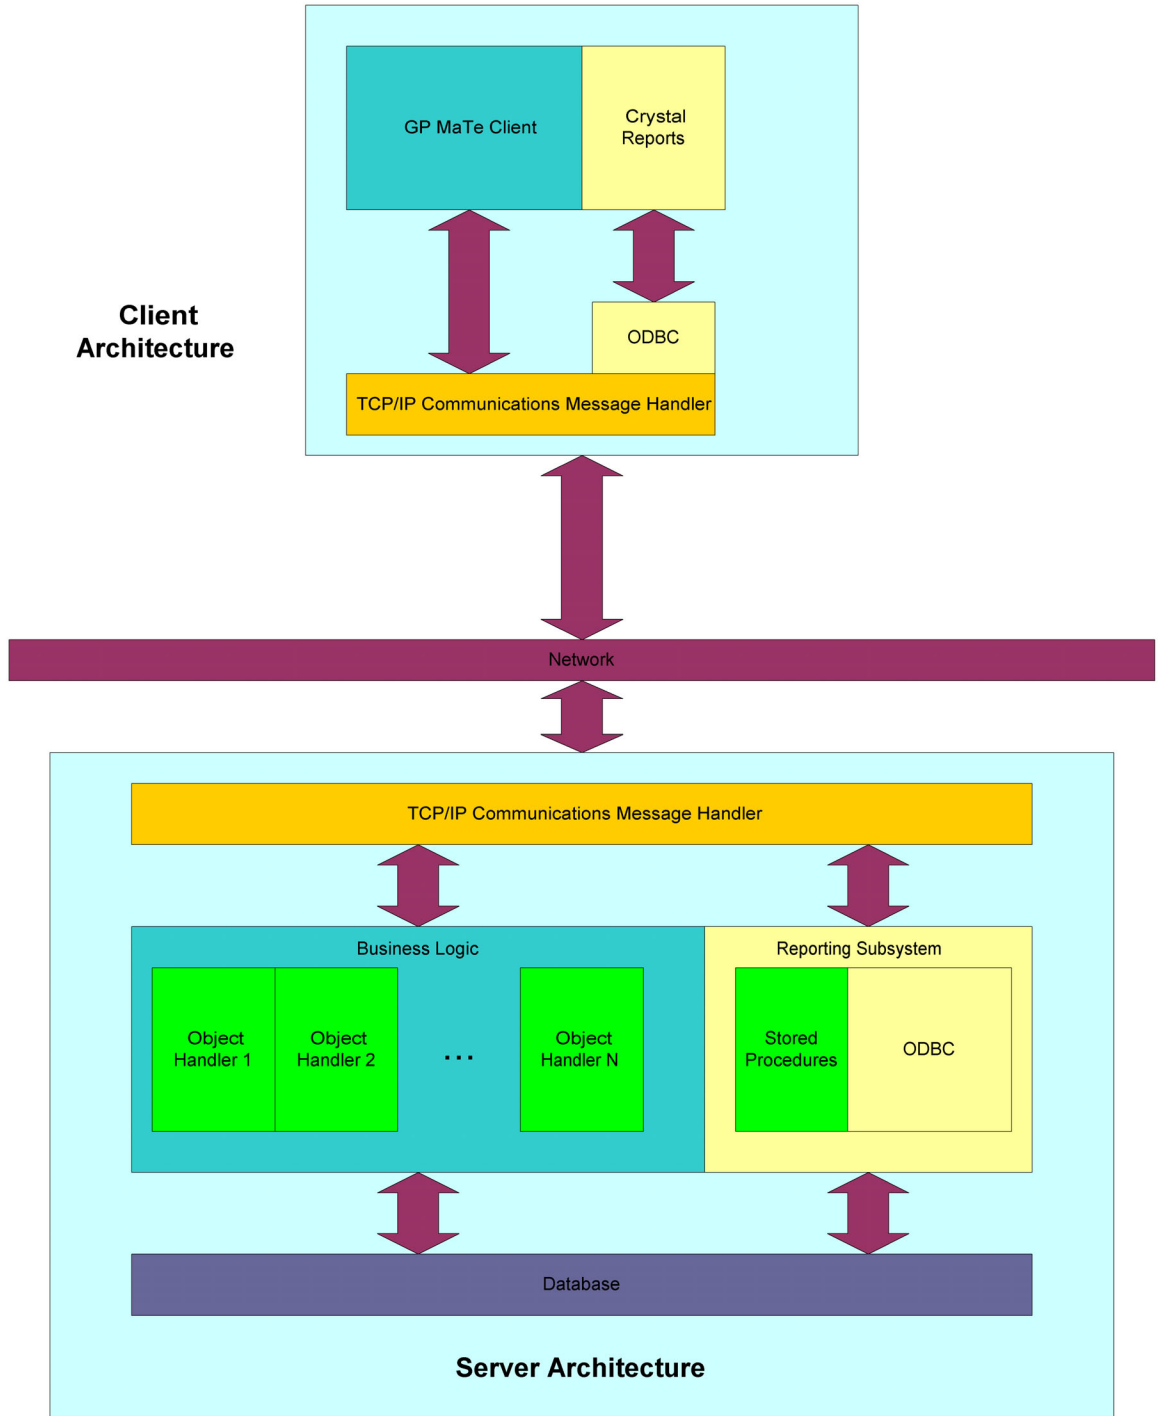 GP MaTe Client
Crystal
Reports
Client
Architecture
ODBC
TCP/IP Communications Message Handler
Network
TCP/IP Communications Message Handler
Business Logic
Reporting Subsystem
Object
Handler 1
Object
Handler 2
...
Object
Handler N
Stored
Procedures
ODBC
Database
Server Architecture